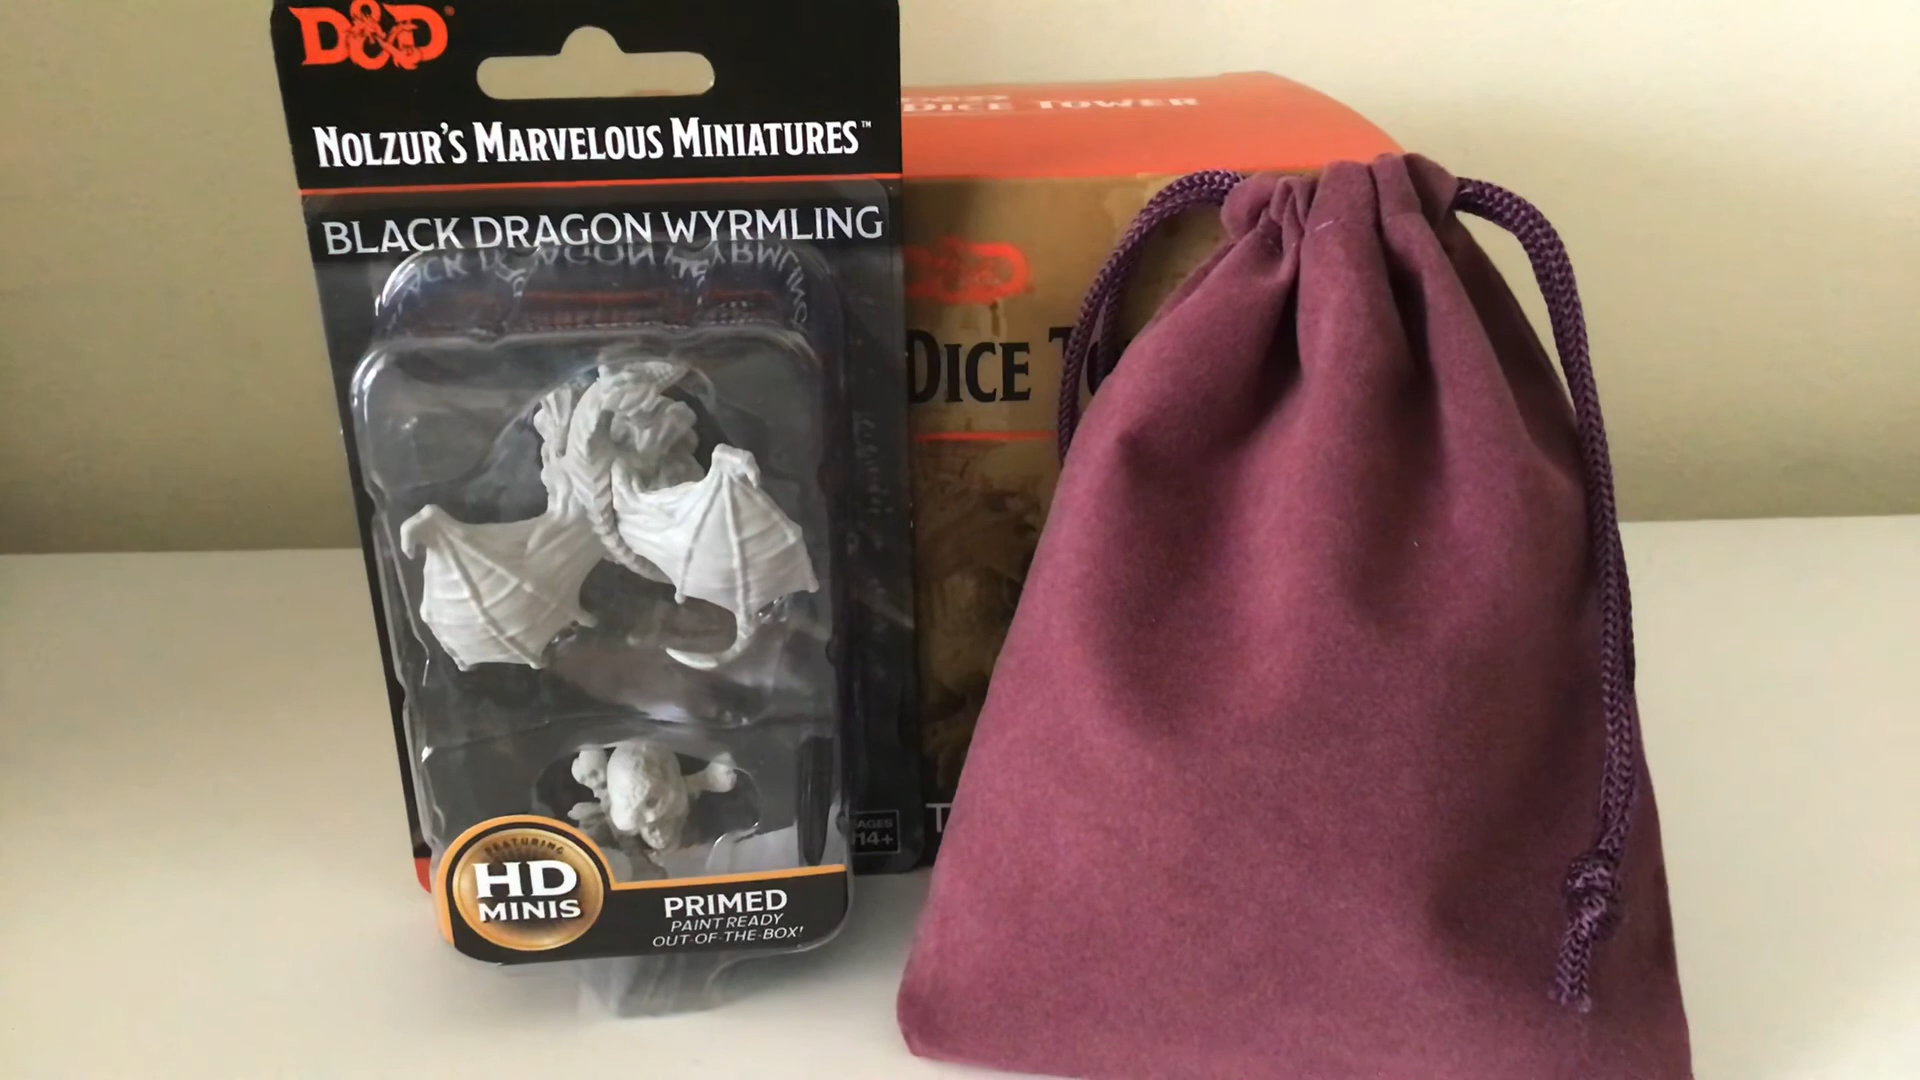 D&D
NOLZUR'S MARVELOUS MINIATURES™
BLACK DRAGON WYRMLING
FEATURING
HD
MINIS
PRIMED
PAINT READY
OUT-OF-THE-BOX!
AGES
14+
DICE TOWER
DICE